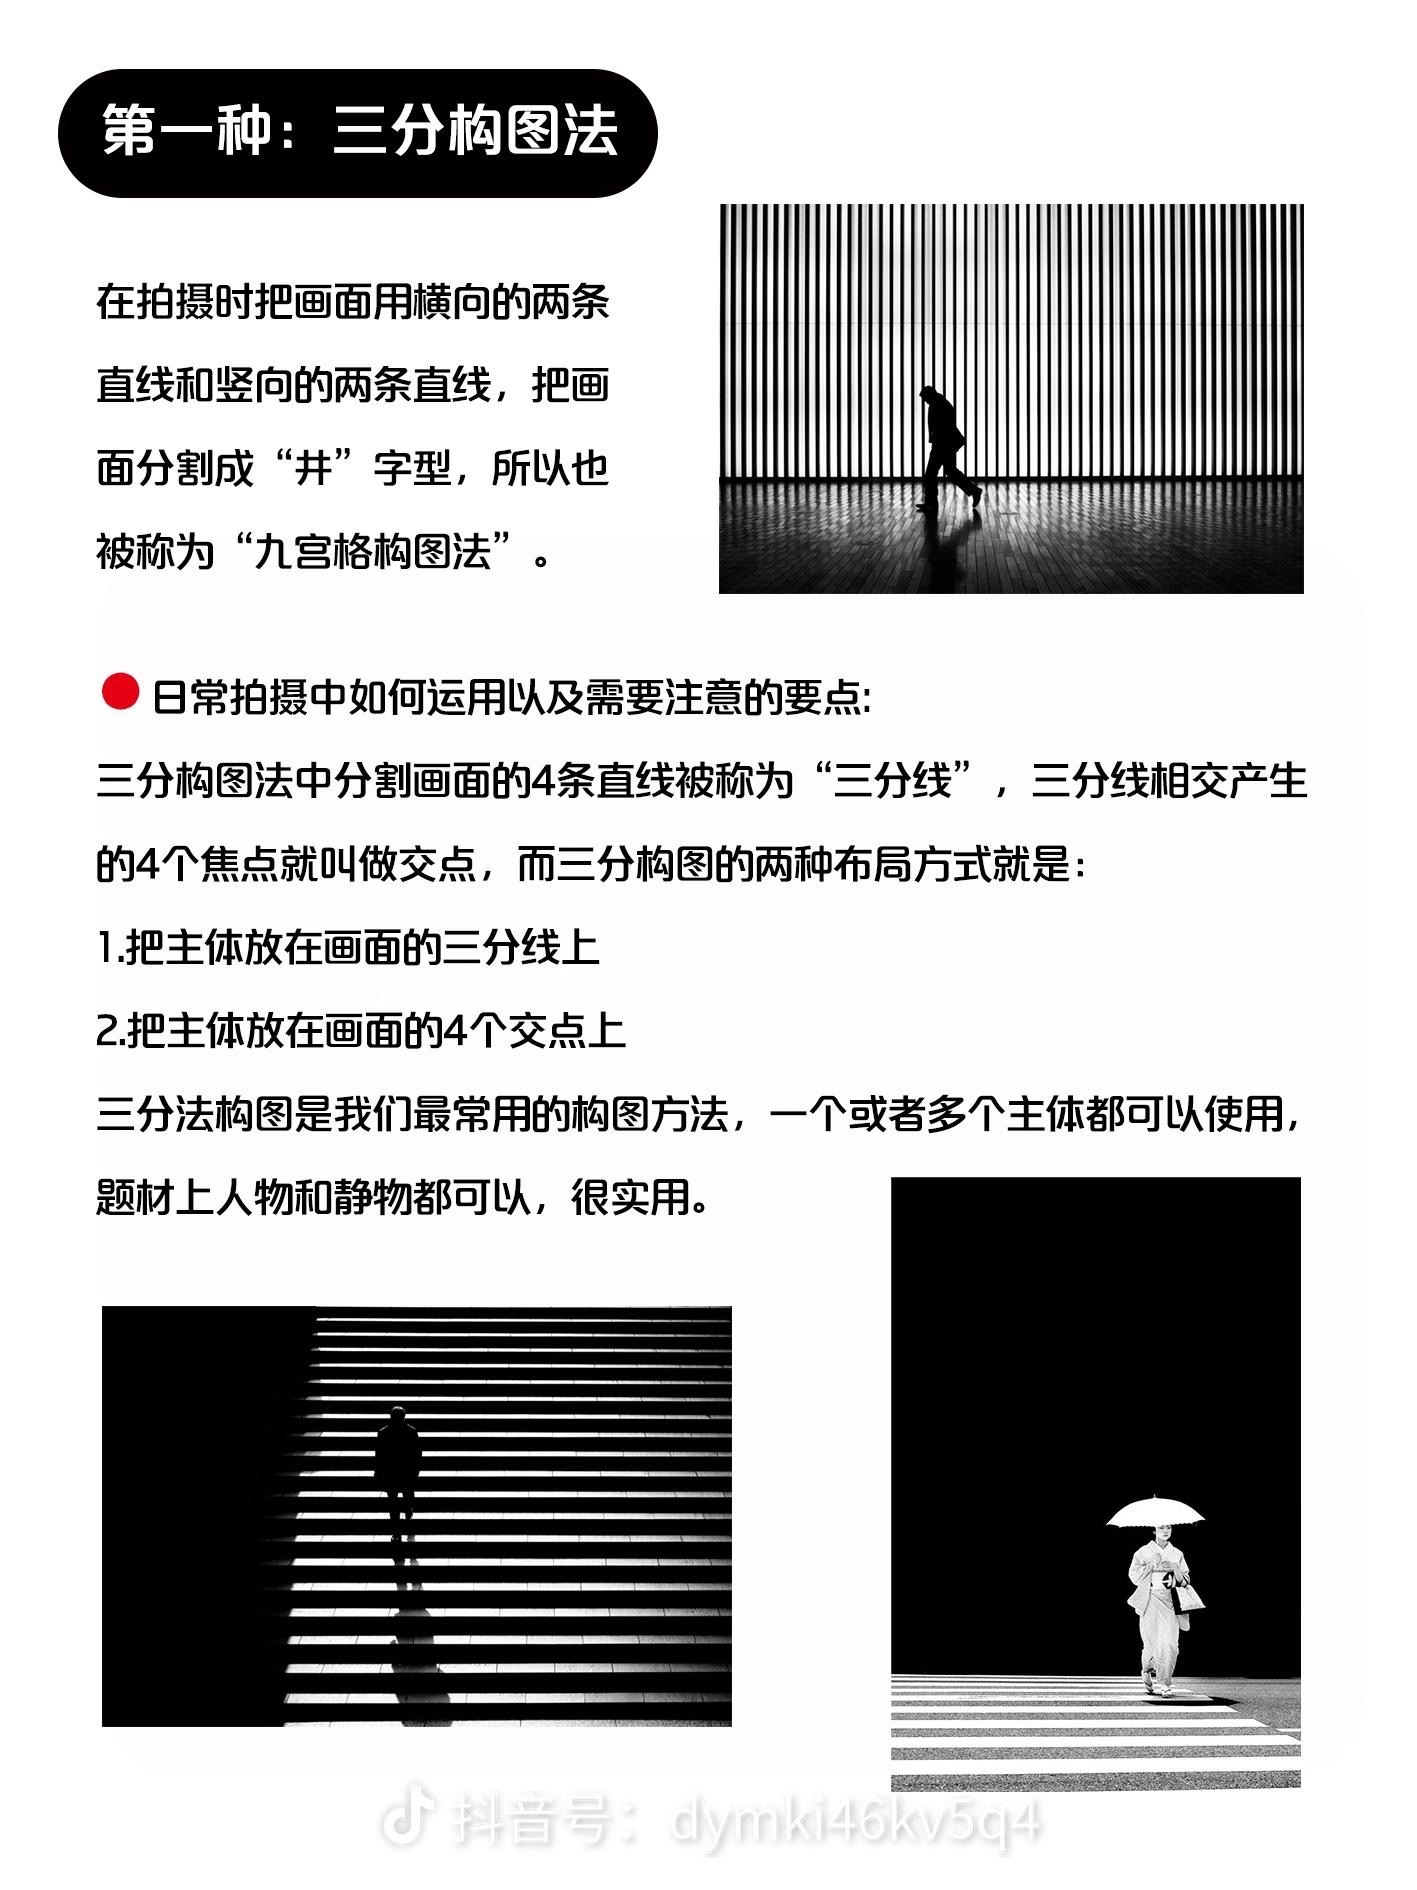 第一种：三分构图法
在拍摄时把画面用横向的两条
直线和竖向的两条直线，把画
面分割成“井”字型，所以也
被称为“九宫格构图法”。
日常拍摄中如何运用以及需要注意的要点:
三分构图法中分割画面的4条直线被称为“三分线”，三分线相交产生
的4个焦点就叫做交点，而三分构图的两种布局方式就是：
1.把主体放在画面的三分线上
2.把主体放在画面的4个交点上
三分法构图是我们最常用的构图方法，一个或者多个主体都可以使用，
题材上人物和静物都可以，很实用。
抖音号：dymki46kv5q4